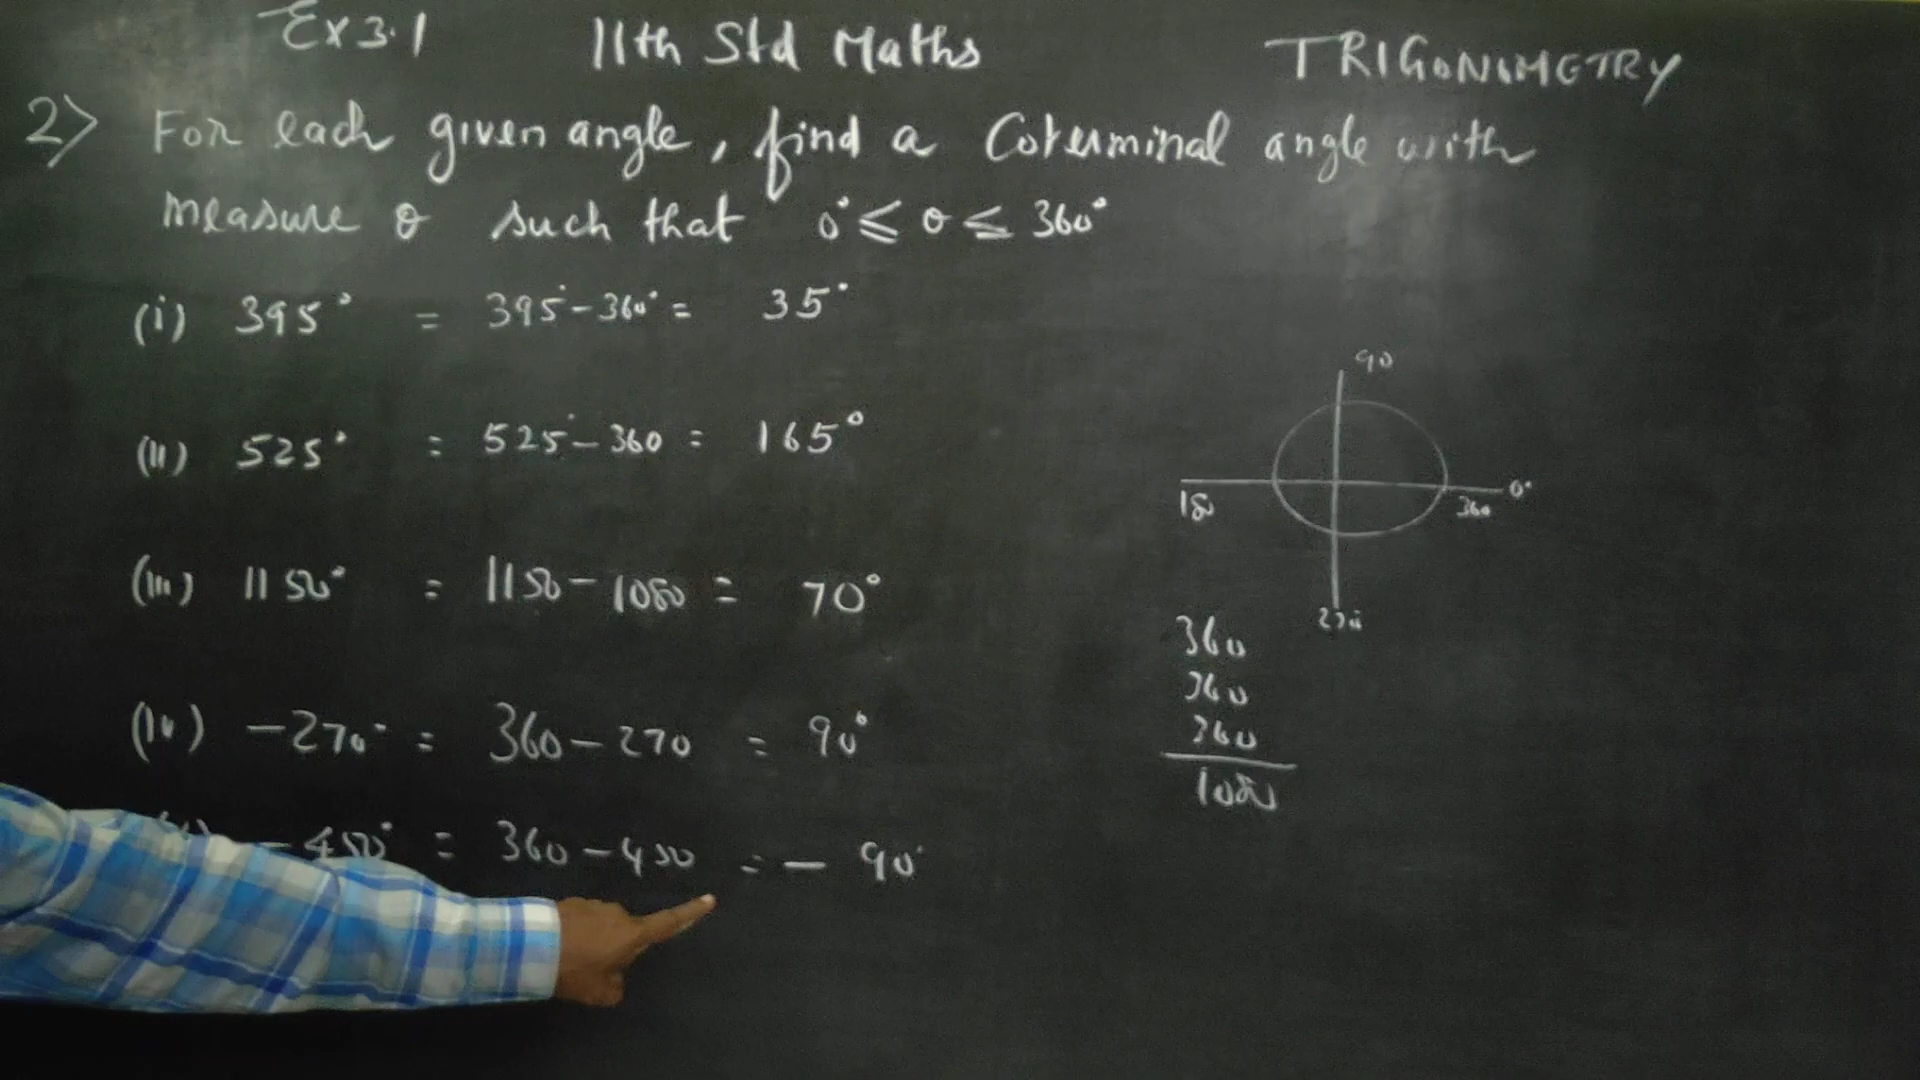 Ex 3.1 11th Std Maths TRIGONOMETRY
2) For each given angle, find a Coterminal angle with
measure θ such that 0° ⩽ θ ≤ 360°
(i) 395° = 395° - 360° = 35°
(ii) 525° = 525° - 360 = 165°
(iii) 1150° = 1150 - 1080 = 70°
(iv) -270° = 360 - 270 = 90°
- 450° = 360 - 450 = - 90°
90
180
0°
360
270
360
360
360
1080